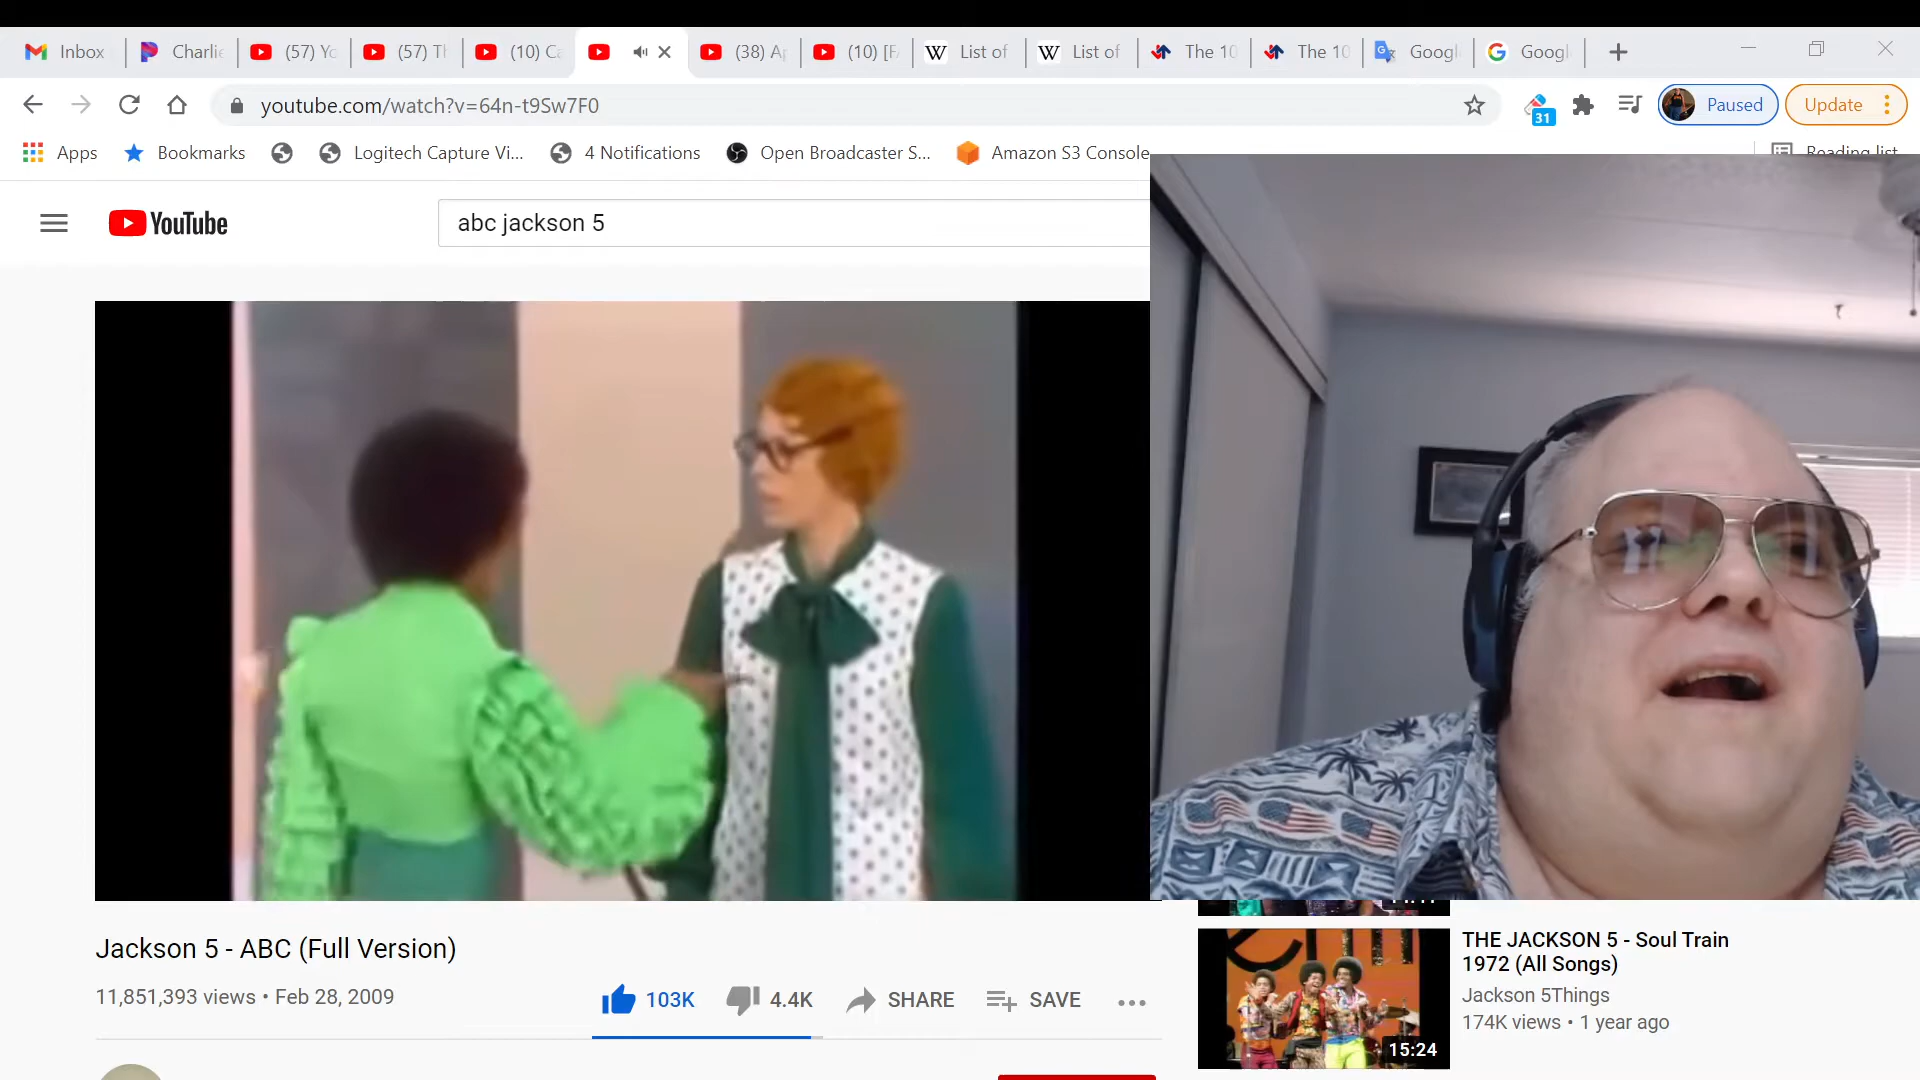 Inbox
Charlie
(57) Yo
(57) Th
(10) Ca
(38) Ap
(10) [FA
List of
List of
The 10
The 10
Googl
Googl
youtube.com/watch?v=64n-t9Sw7F0
31
Paused
Update
Apps
Bookmarks
Logitech Capture Vi...
4 Notifications
Open Broadcaster S...
Amazon S3 Console
Reading list
YouTube
abc jackson 5
Jackson 5 - ABC (Full Version)
11,851,393 views • Feb 28, 2009
103K
4.4K
SHARE
SAVE
THE JACKSON 5 - Soul Train
1972 (All Songs)
Jackson 5Things
174K views • 1 year ago
15:24